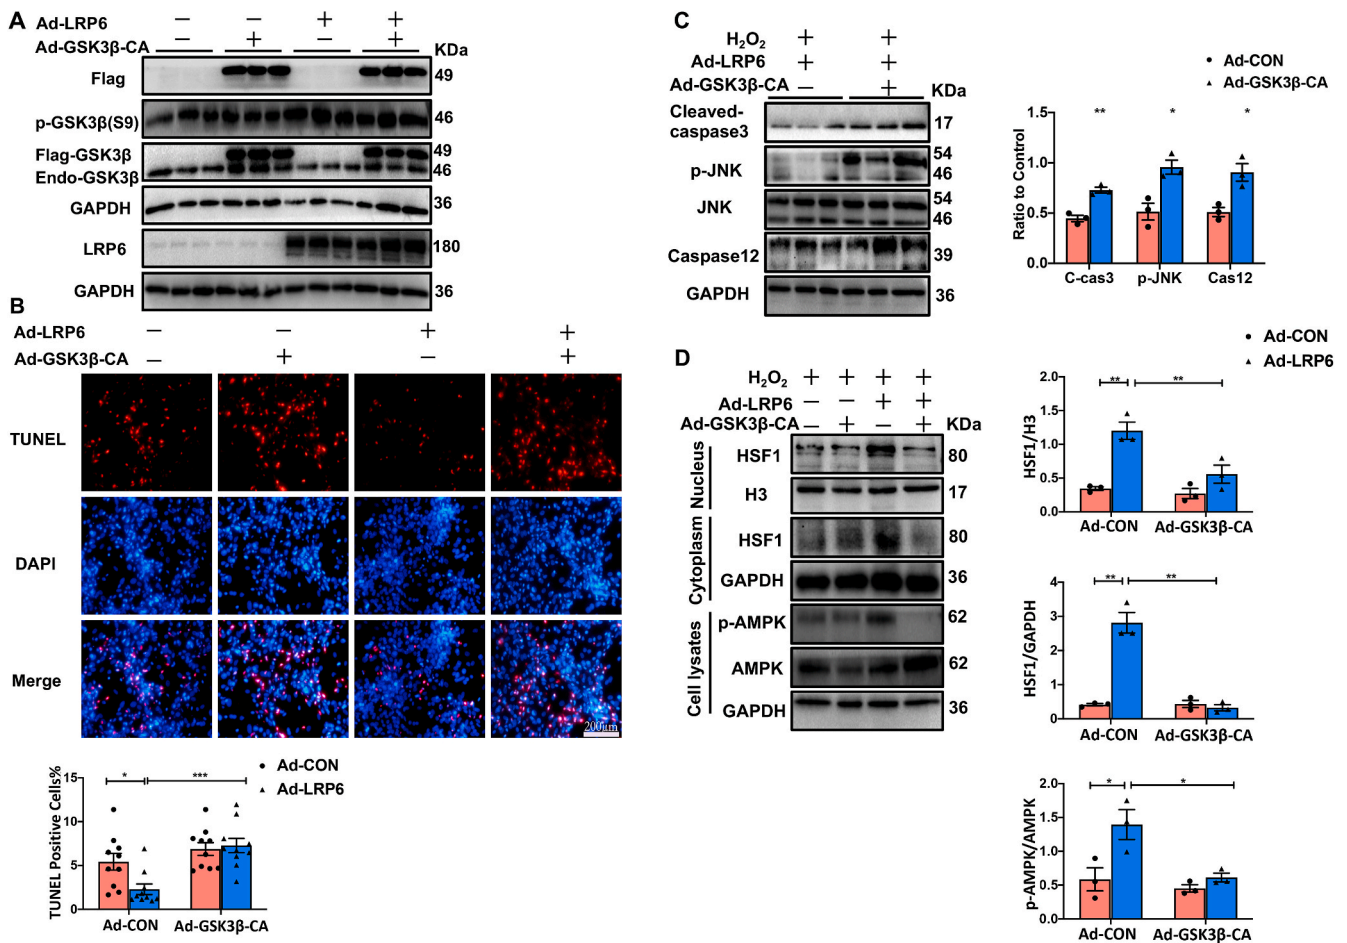 A
Ad-LRP6 – – + +
Ad-GSK3β-CA – + – + KDa
Flag 49
p-GSK3β(S9) 46
Flag-GSK3β 49
Endo-GSK3β 46
GAPDH 36
LRP6 180
GAPDH 36
B
Ad-LRP6 – – + +
Ad-GSK3β-CA – + – +
TUNEL
DAPI
Merge
200μm
Ad-CON
Ad-LRP6
TUNEL Positive Cells%
15
10
5
0
* ***
Ad-CON Ad-GSK3β-CA
C
H₂O₂ + +
Ad-LRP6 + +
Ad-GSK3β-CA – + KDa
Cleaved-
caspase3 17
p-JNK 54
46
JNK 54
46
Caspase12 39
GAPDH 36
Ad-CON
Ad-GSK3β-CA
Ratio to Control
1.5
1.0
0.5
0.0
** * *
C-cas3 p-JNK Cas12
D
H₂O₂ + + + +
Ad-LRP6 – – + +
Ad-GSK3β-CA – + – + KDa
Nucleus
HSF1 80
H3 17
Cytoplasm
HSF1 80
GAPDH 36
Cell lysates
p-AMPK 62
AMPK 62
GAPDH 36
Ad-CON
Ad-LRP6
HSF1/H3
2.0
1.5
1.0
0.5
0.0
** **
Ad-CON Ad-GSK3β-CA
HSF1/GAPDH
4
3
2
1
0
** **
Ad-CON Ad-GSK3β-CA
p-AMPK/AMPK
2.0
1.5
1.0
0.5
0.0
* *
Ad-CON Ad-GSK3β-CA